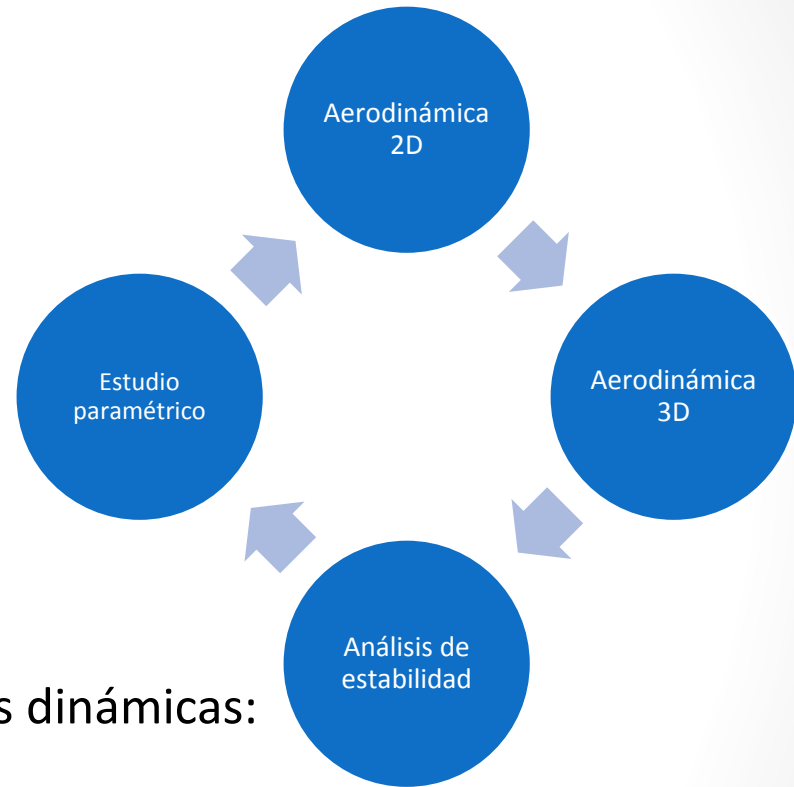 Aerodinámica
2D
Aerodinámica
3D
Análisis de
estabilidad
Estudio
paramétrico
s dinámicas: